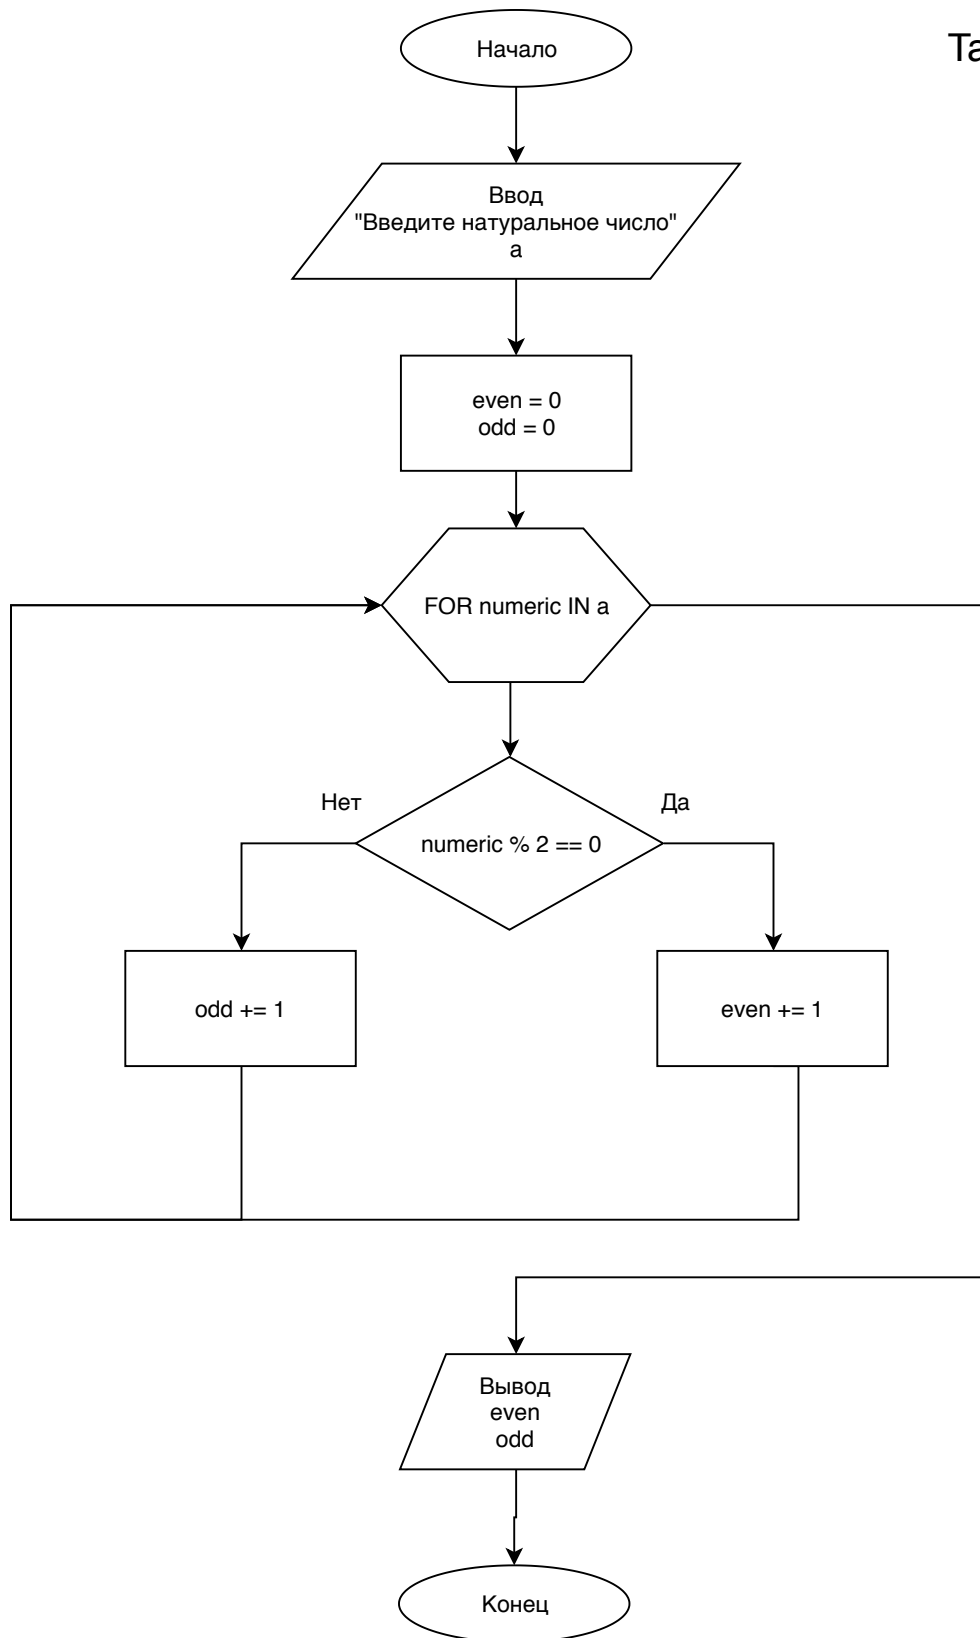 Начало
Та
Ввод
"Введите натуральное число"
a
even = 0
odd = 0
FOR numeric IN a
Нет
Да
numeric % 2 == 0
odd += 1
even += 1
Вывод
even
odd
Конец